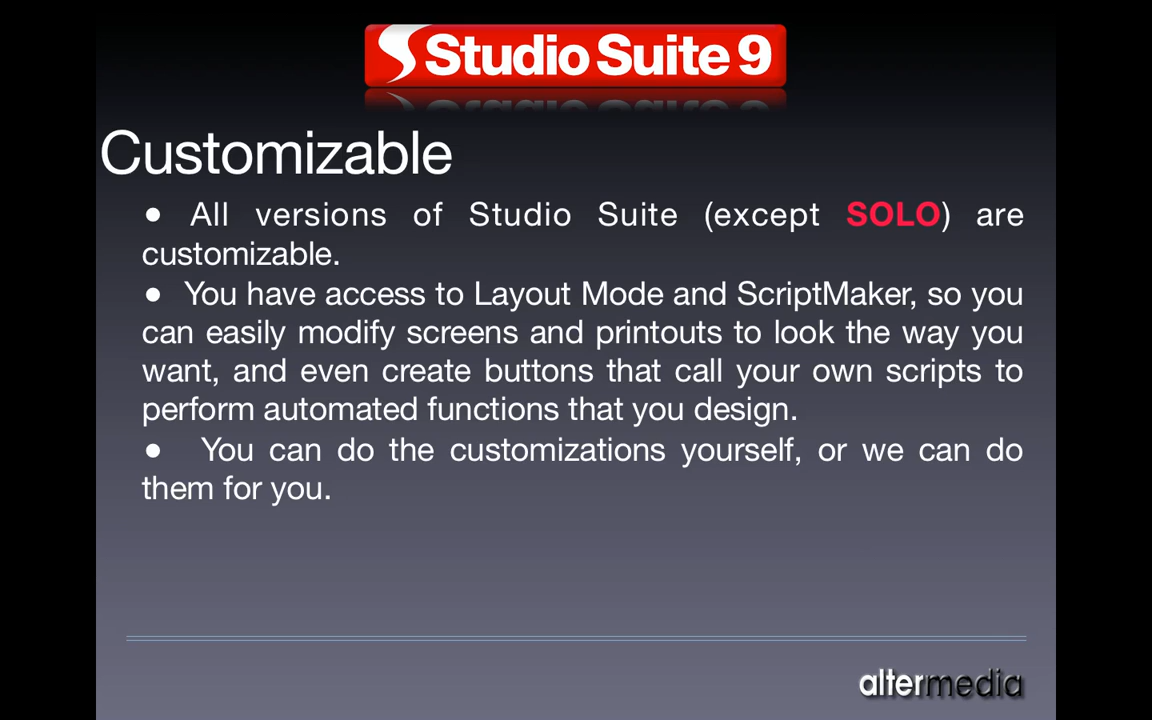 Studio Suite 9
Customizable
● All versions of Studio Suite (except SOLO) are
customizable.
● You have access to Layout Mode and ScriptMaker, so you
can easily modify screens and printouts to look the way you
want, and even create buttons that call your own scripts to
perform automated functions that you design.
● You can do the customizations yourself, or we can do
them for you.
altermedia